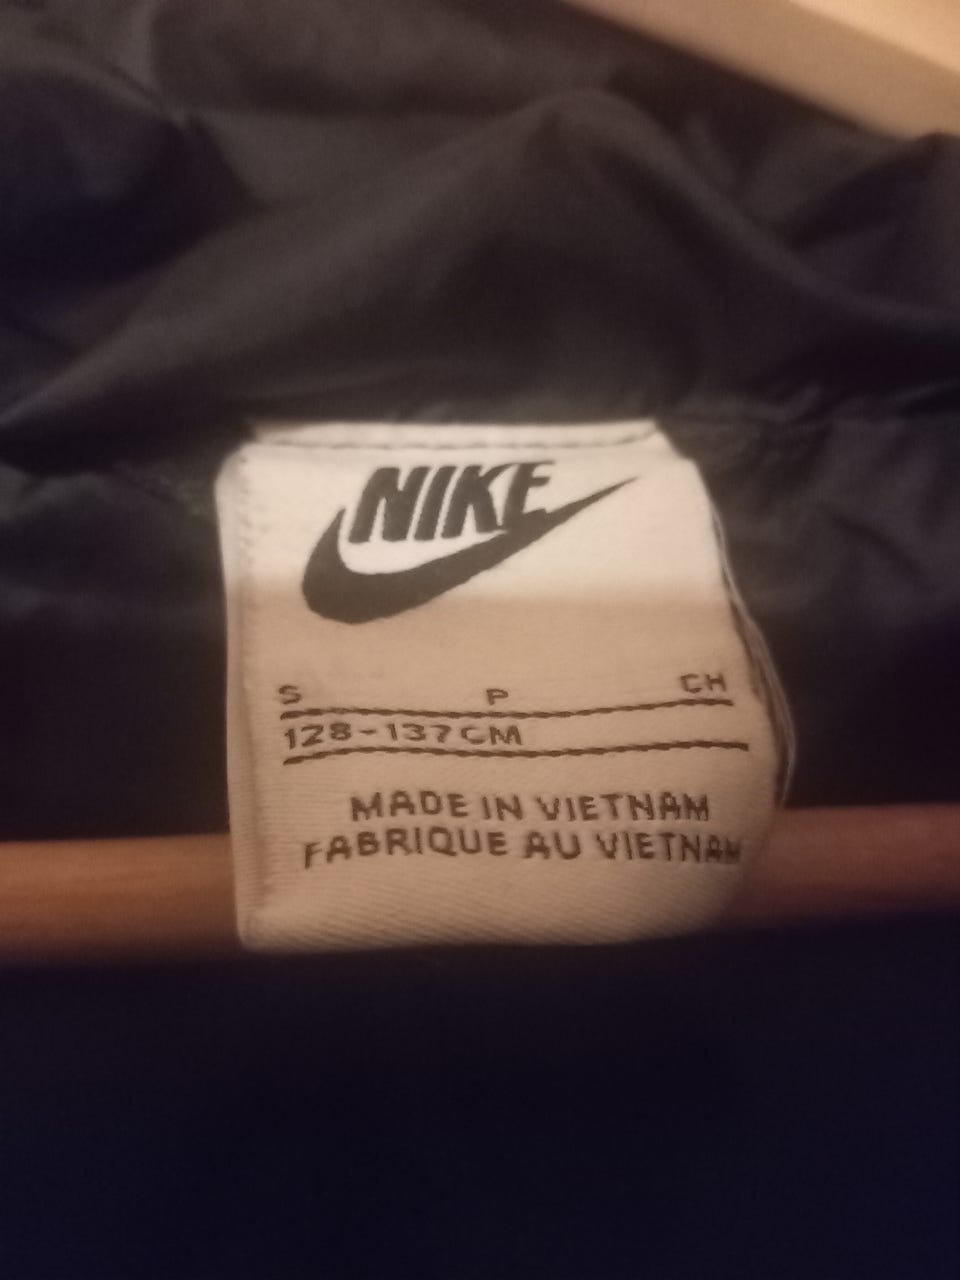 NIKE
S P CH
128-137CM
MADE IN VIETNAM
FABRIQUE AU VIETNAM